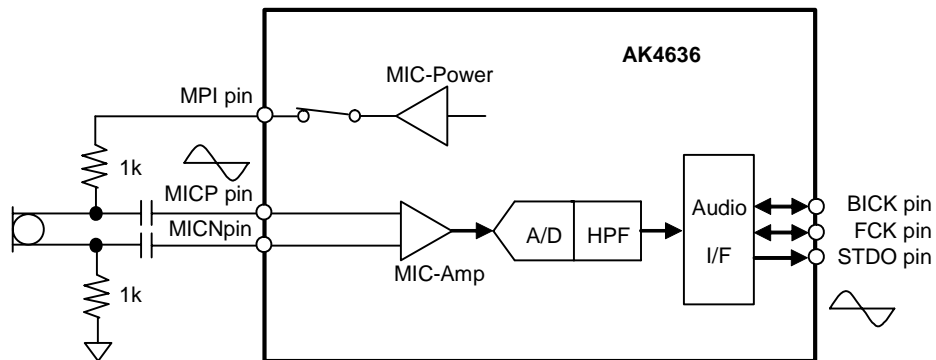 AK4636
MIC-Power
MPI pin
1k
MICP pin
MICNpin
MIC-Amp
A/D
HPF
Audio
I/F
BICK pin
FCK pin
STDO pin
1k